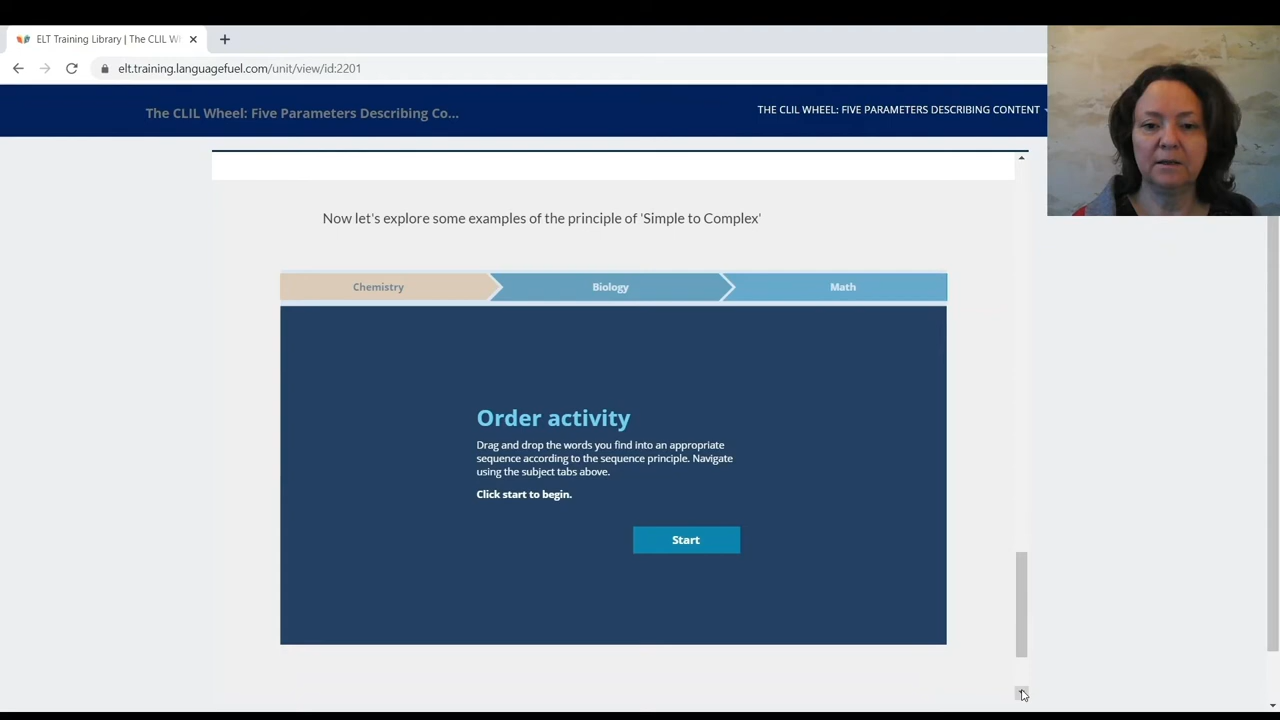 ELT Training Library | The CLIL W
elt.training.languagefuel.com/unit/view/id:2201
The CLIL Wheel: Five Parameters Describing Co...
THE CLIL WHEEL: FIVE PARAMETERS DESCRIBING CONTENT
Now let's explore some examples of the principle of 'Simple to Complex'
Chemistry
Biology
Math
Order activity
Drag and drop the words you find into an appropriate
sequence according to the sequence principle. Navigate
using the subject tabs above.
Click start to begin.
Start